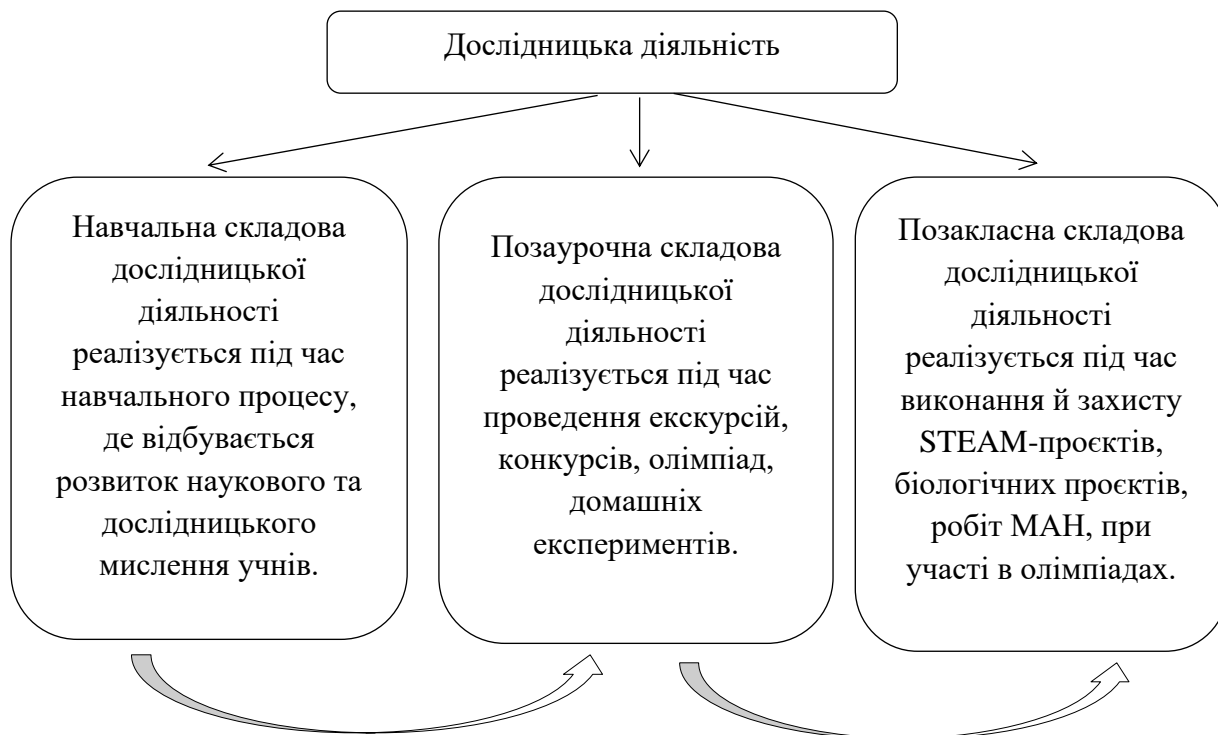 Дослідницька діяльність
Навчальна складова
дослідницької
діяльності
реалізується під час
навчального процесу,
де відбувається
розвиток наукового та
дослідницького
мислення учнів.
Позаурочна складова
дослідницької
діяльності
реалізується під час
проведення екскурсій,
конкурсів, олімпіад,
домашніх
експериментів.
Позакласна складова
дослідницької
діяльності
реалізується під час
виконання й захисту
STEAM-проєктів,
біологічних проєктів,
робіт МАН, при
участі в олімпіадах.